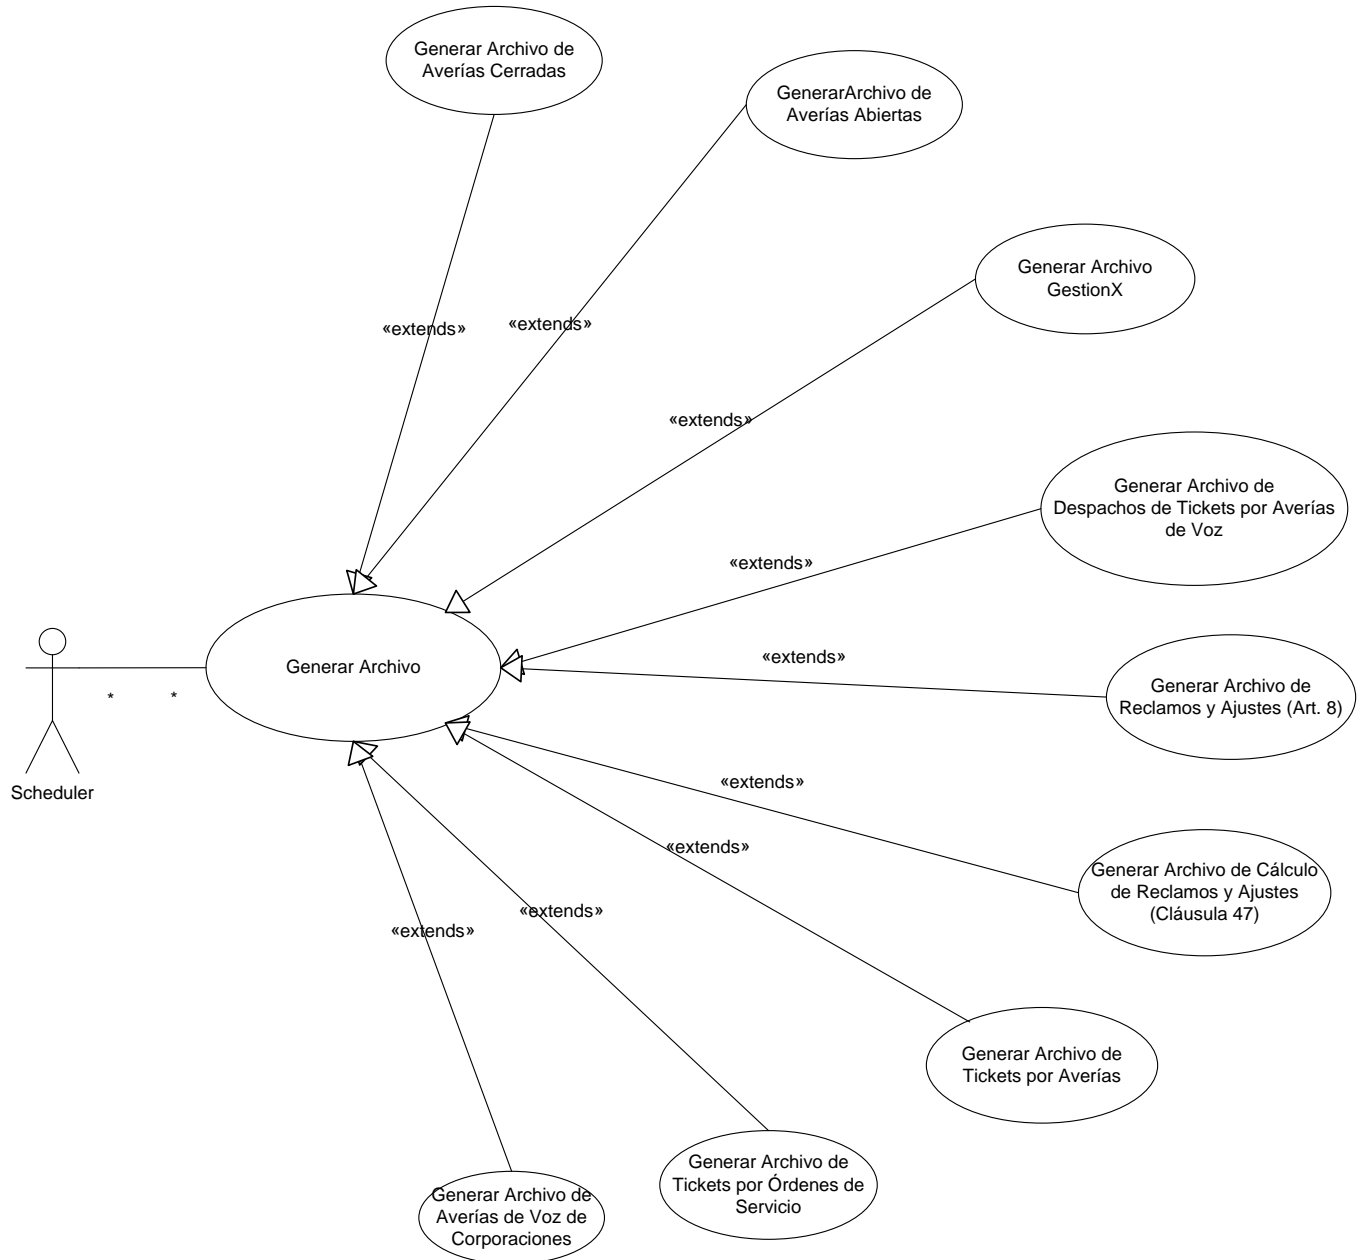 Generar Archivo de
Averías Cerradas
GenerarArchivo de
Averías Abiertas
Generar Archivo
GestionX
«extends»
«extends»
«extends»
Generar Archivo de
Despachos de Tickets por Averías
de Voz
«extends»
Generar Archivo
«extends»
Generar Archivo de
Reclamos y Ajustes (Art. 8)
* *
Scheduler
«extends»
«extends»
Generar Archivo de Cálculo
de Reclamos y Ajustes
(Cláusula 47)
«extends»
«extends»
Generar Archivo de
Tickets por Averías
Generar Archivo de
Tickets por Órdenes de
Servicio
Generar Archivo de
Averías de Voz de
Corporaciones